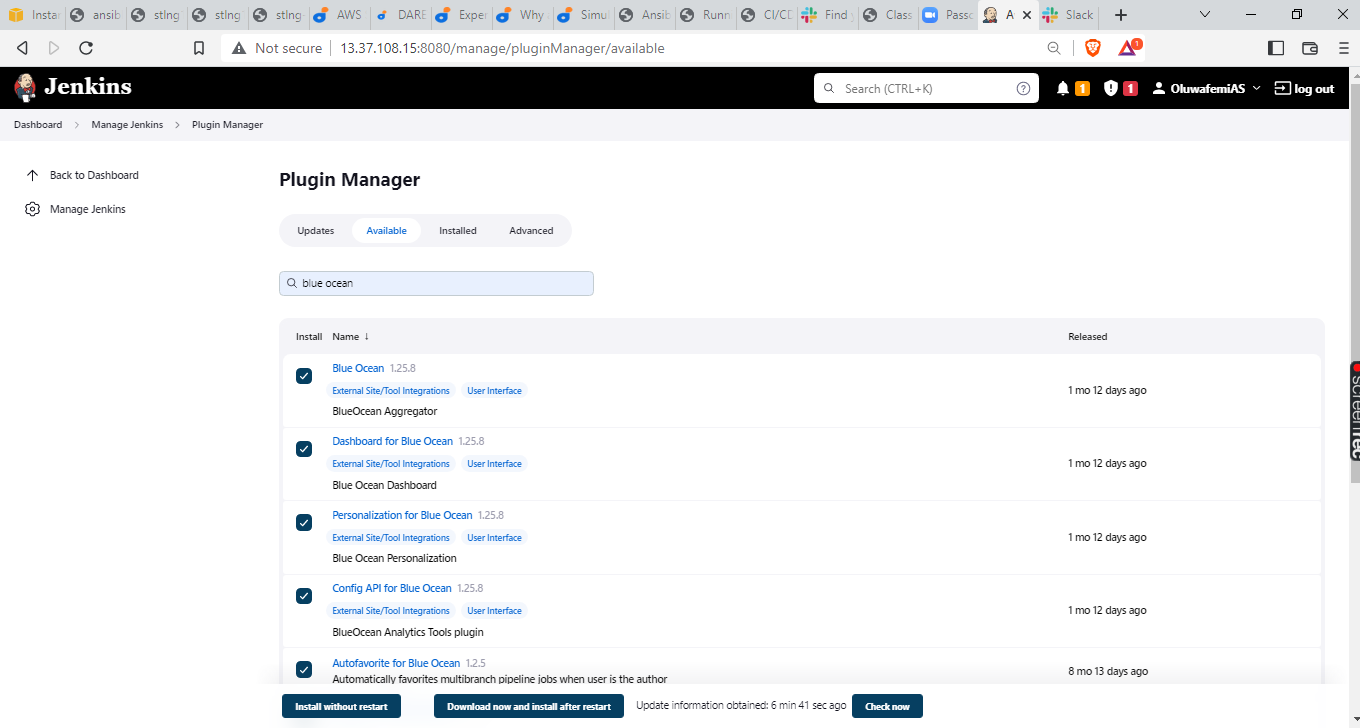 Instar
ansib
stlng
stlng
stlng-
AWS
DARE
Exper
Why
Simul
Ansib
Runn
CI/CD
Find
Class
Passc
A
Slack
Not secure
13.37.108.15:8080/manage/pluginManager/available
1
Jenkins
Search (CTRL+K)
1
1
OluwafemiAS
log out
Dashboard > Manage Jenkins > Plugin Manager
Back to Dashboard
Manage Jenkins
Plugin Manager
Updates Available Installed Advanced
blue ocean
Install Name ↓ Released
Blue Ocean 1.25.8
External Site/Tool Integrations User Interface
BlueOcean Aggregator
1 mo 12 days ago
Dashboard for Blue Ocean 1.25.8
External Site/Tool Integrations User Interface
Blue Ocean Dashboard
1 mo 12 days ago
Personalization for Blue Ocean 1.25.8
External Site/Tool Integrations User Interface
Blue Ocean Personalization
1 mo 12 days ago
Config API for Blue Ocean 1.25.8
External Site/Tool Integrations User Interface
BlueOcean Analytics Tools plugin
1 mo 12 days ago
Autofavorite for Blue Ocean 1.2.5
Automatically favorites multibranch pipeline jobs when user is the author
8 mo 13 days ago
Install without restart
Download now and install after restart
Update information obtained: 6 min 41 sec ago
Check now
screenrec